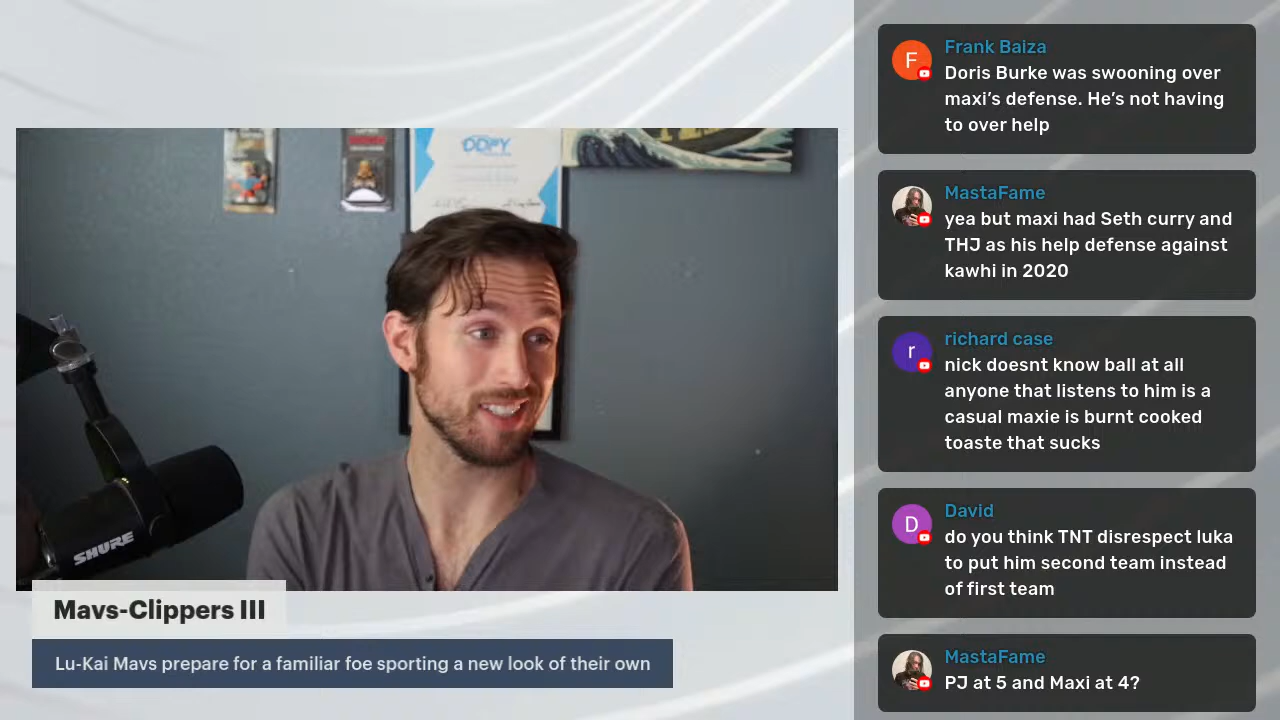 DDPY
SHURE
Mavs-Clippers III
Lu-Kai Mavs prepare for a familiar foe sporting a new look of their own
F
Frank Baiza
Doris Burke was swooning over
maxi’s defense. He’s not having
to over help
MastaFame
yea but maxi had Seth curry and
THJ as his help defense against
kawhi in 2020
r
richard case
nick doesnt know ball at all
anyone that listens to him is a
casual maxie is burnt cooked
toaste that sucks
D
David
do you think TNT disrespect luka
to put him second team instead
of first team
MastaFame
PJ at 5 and Maxi at 4?